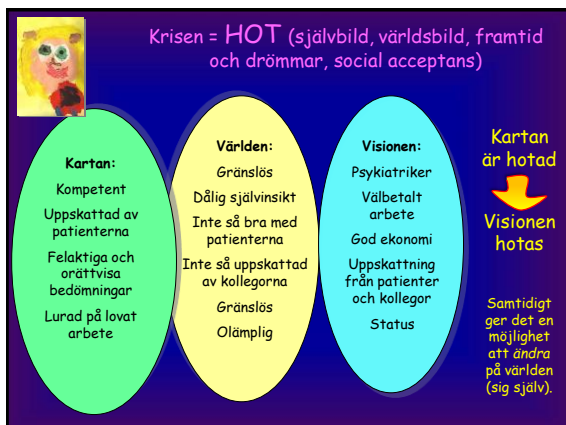 Krisen = HOT (självbild, världsbild, framtid
och drömmar, social acceptans)
Kartan:
Kompetent
Uppskattad av
patienterna
Felaktiga och
orättvisa
bedömningar
Lurad på lovat
arbete
Världen:
Gränslös
Dålig självinsikt
Inte så bra med
patienterna
Inte så uppskattad
av kollegorna
Gränslös
Olämplig
Visionen:
Psykiatriker
Välbetalt
arbete
God ekonomi
Uppskattning
från patienter
och kollegor
Status
Kartan
är hotad
Visionen
hotas
Samtidigt
ger det en
möjlighet
att ändra
på världen
(sig själv).